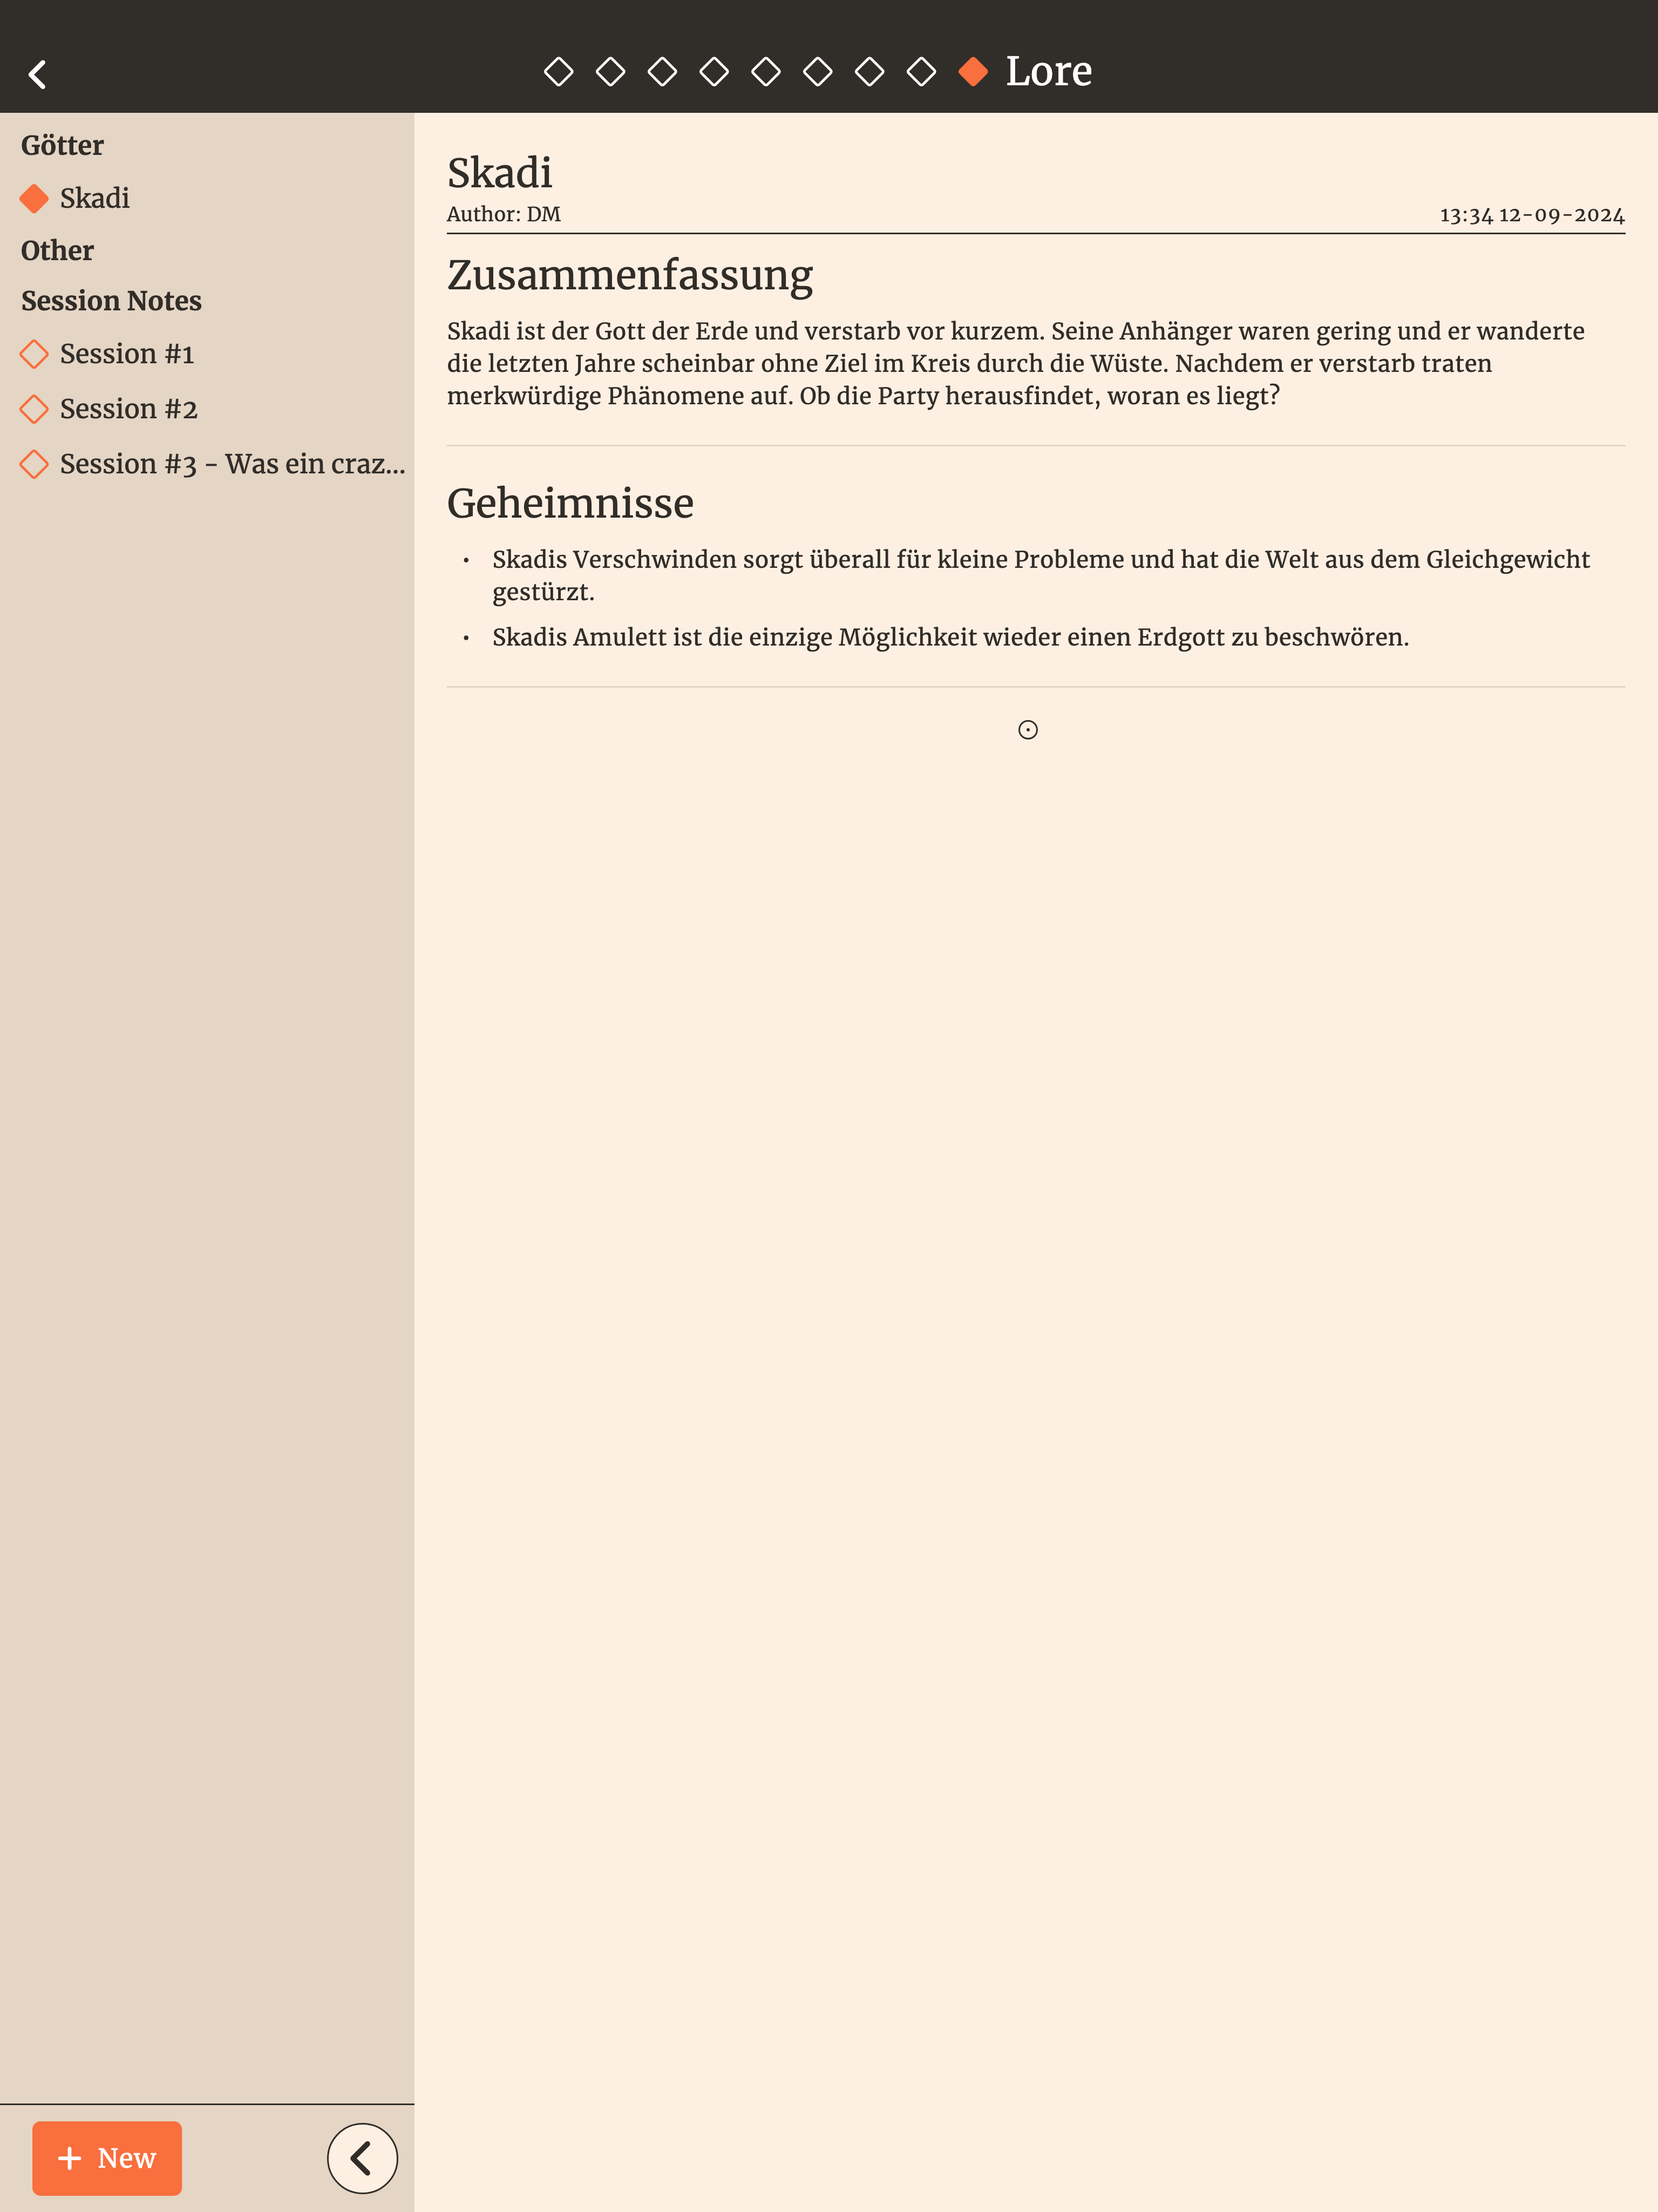 Lore
Götter
Skadi
Other
Session Notes
Session #1
Session #2
Session #3 - Was ein craz...
+ New
Skadi
Author: DM
13:34 12-09-2024
Zusammenfassung
Skadi ist der Gott der Erde und verstarb vor kurzem. Seine Anhänger waren gering und er wanderte
die letzten Jahre scheinbar ohne Ziel im Kreis durch die Wüste. Nachdem er verstarb traten
merkwürdige Phänomene auf. Ob die Party herausfindet, woran es liegt?
Geheimnisse
• Skadis Verschwinden sorgt überall für kleine Probleme und hat die Welt aus dem Gleichgewicht
gestürzt.
• Skadis Amulett ist die einzige Möglichkeit wieder einen Erdgott zu beschwören.